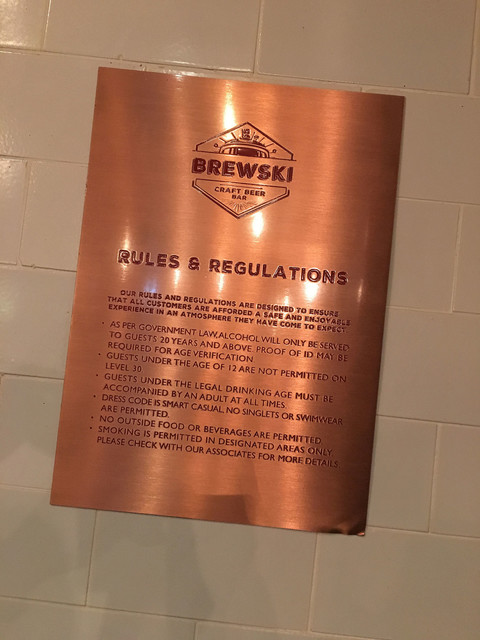 BREWSKI
CRAFT BEER
BAR
RULES & REGULATIONS
OUR RULES AND REGULATIONS ARE DESIGNED TO ENSURE
THAT ALL CUSTOMERS ARE AFFORDED A SAFE AND ENJOYABLE
EXPERIENCE IN AN ATMOSPHERE THEY HAVE COME TO EXPECT
• AS PER GOVERNMENT LAW, ALCOHOL WILL ONLY BE SERVED
TO GUESTS 20 YEARS AND ABOVE. PROOF OF ID MAY BE
REQUIRED FOR AGE VERIFICATION.
• GUESTS UNDER THE AGE OF 12 ARE NOT PERMITTED ON
LEVEL 30
• GUESTS UNDER THE LEGAL DRINKING AGE MUST BE
ACCOMPANIED BY AN ADULT AT ALL TIMES.
• DRESS CODE IS SMART CASUAL. NO SINGLETS OR SWIMWEAR
ARE PERMITTED.
• NO OUTSIDE FOOD OR BEVERAGES ARE PERMITTED.
• SMOKING IS PERMITTED IN DESIGNATED AREAS ONLY.
PLEASE CHECK WITH OUR ASSOCIATES FOR MORE DETAILS